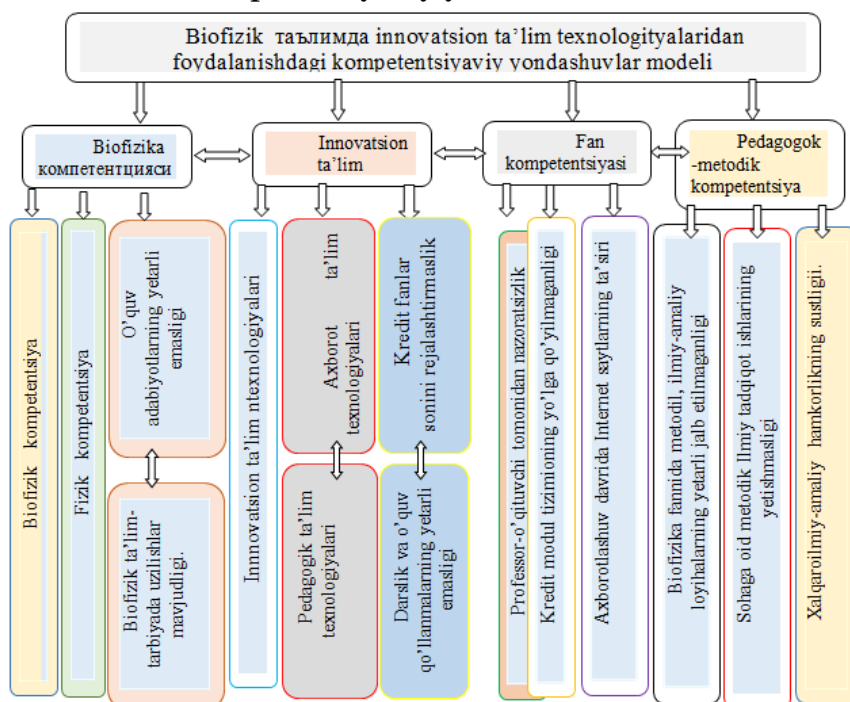 Biofizik таълимда innovatsion ta’lim texnologityalaridan
foydalanishdagi kompetentsiyaviy yondashuvlar modeli
Biofizika
компетентцияси
Innovatsion
ta’lim
Fan
kompetentsiyasi
Pedagogok
-metodik
kompetentsiya
Biofizik kompetentsiya
Fizik kompetentsiya
O’quv
adabiyotlarning yetarli
emasligi
Biofizik ta’lim-
tarbiyada uzilishlar
mavjudligi.
Innnovatsion ta’lim ntexnologiyalari
Axborot ta’lim
texnologiyalari
Pedagogik ta’lim
texnologiyalari
Kredit fanlar
sonini rejalashtirmaslik
Darslik va o’quv
qo’llanmalarning yetarli
emasligi
Professor-o’qituvchi tomonidan nazoratsizlik
Kredit modul tizimioning yo’lga qo’yilmaganligi
Axborotlashuv davrida Internet saytlarning ta’siri
Biofizika fannida metodil, ilmiy-amaliy
loyihalarning yetarli jalb etilmaganligi
Sohaga oid metodik Ilmiy tadqiqot ishlarining
yetishmasligi
Xalqaroilmiy-amaliy hamkorlikning sustligii.